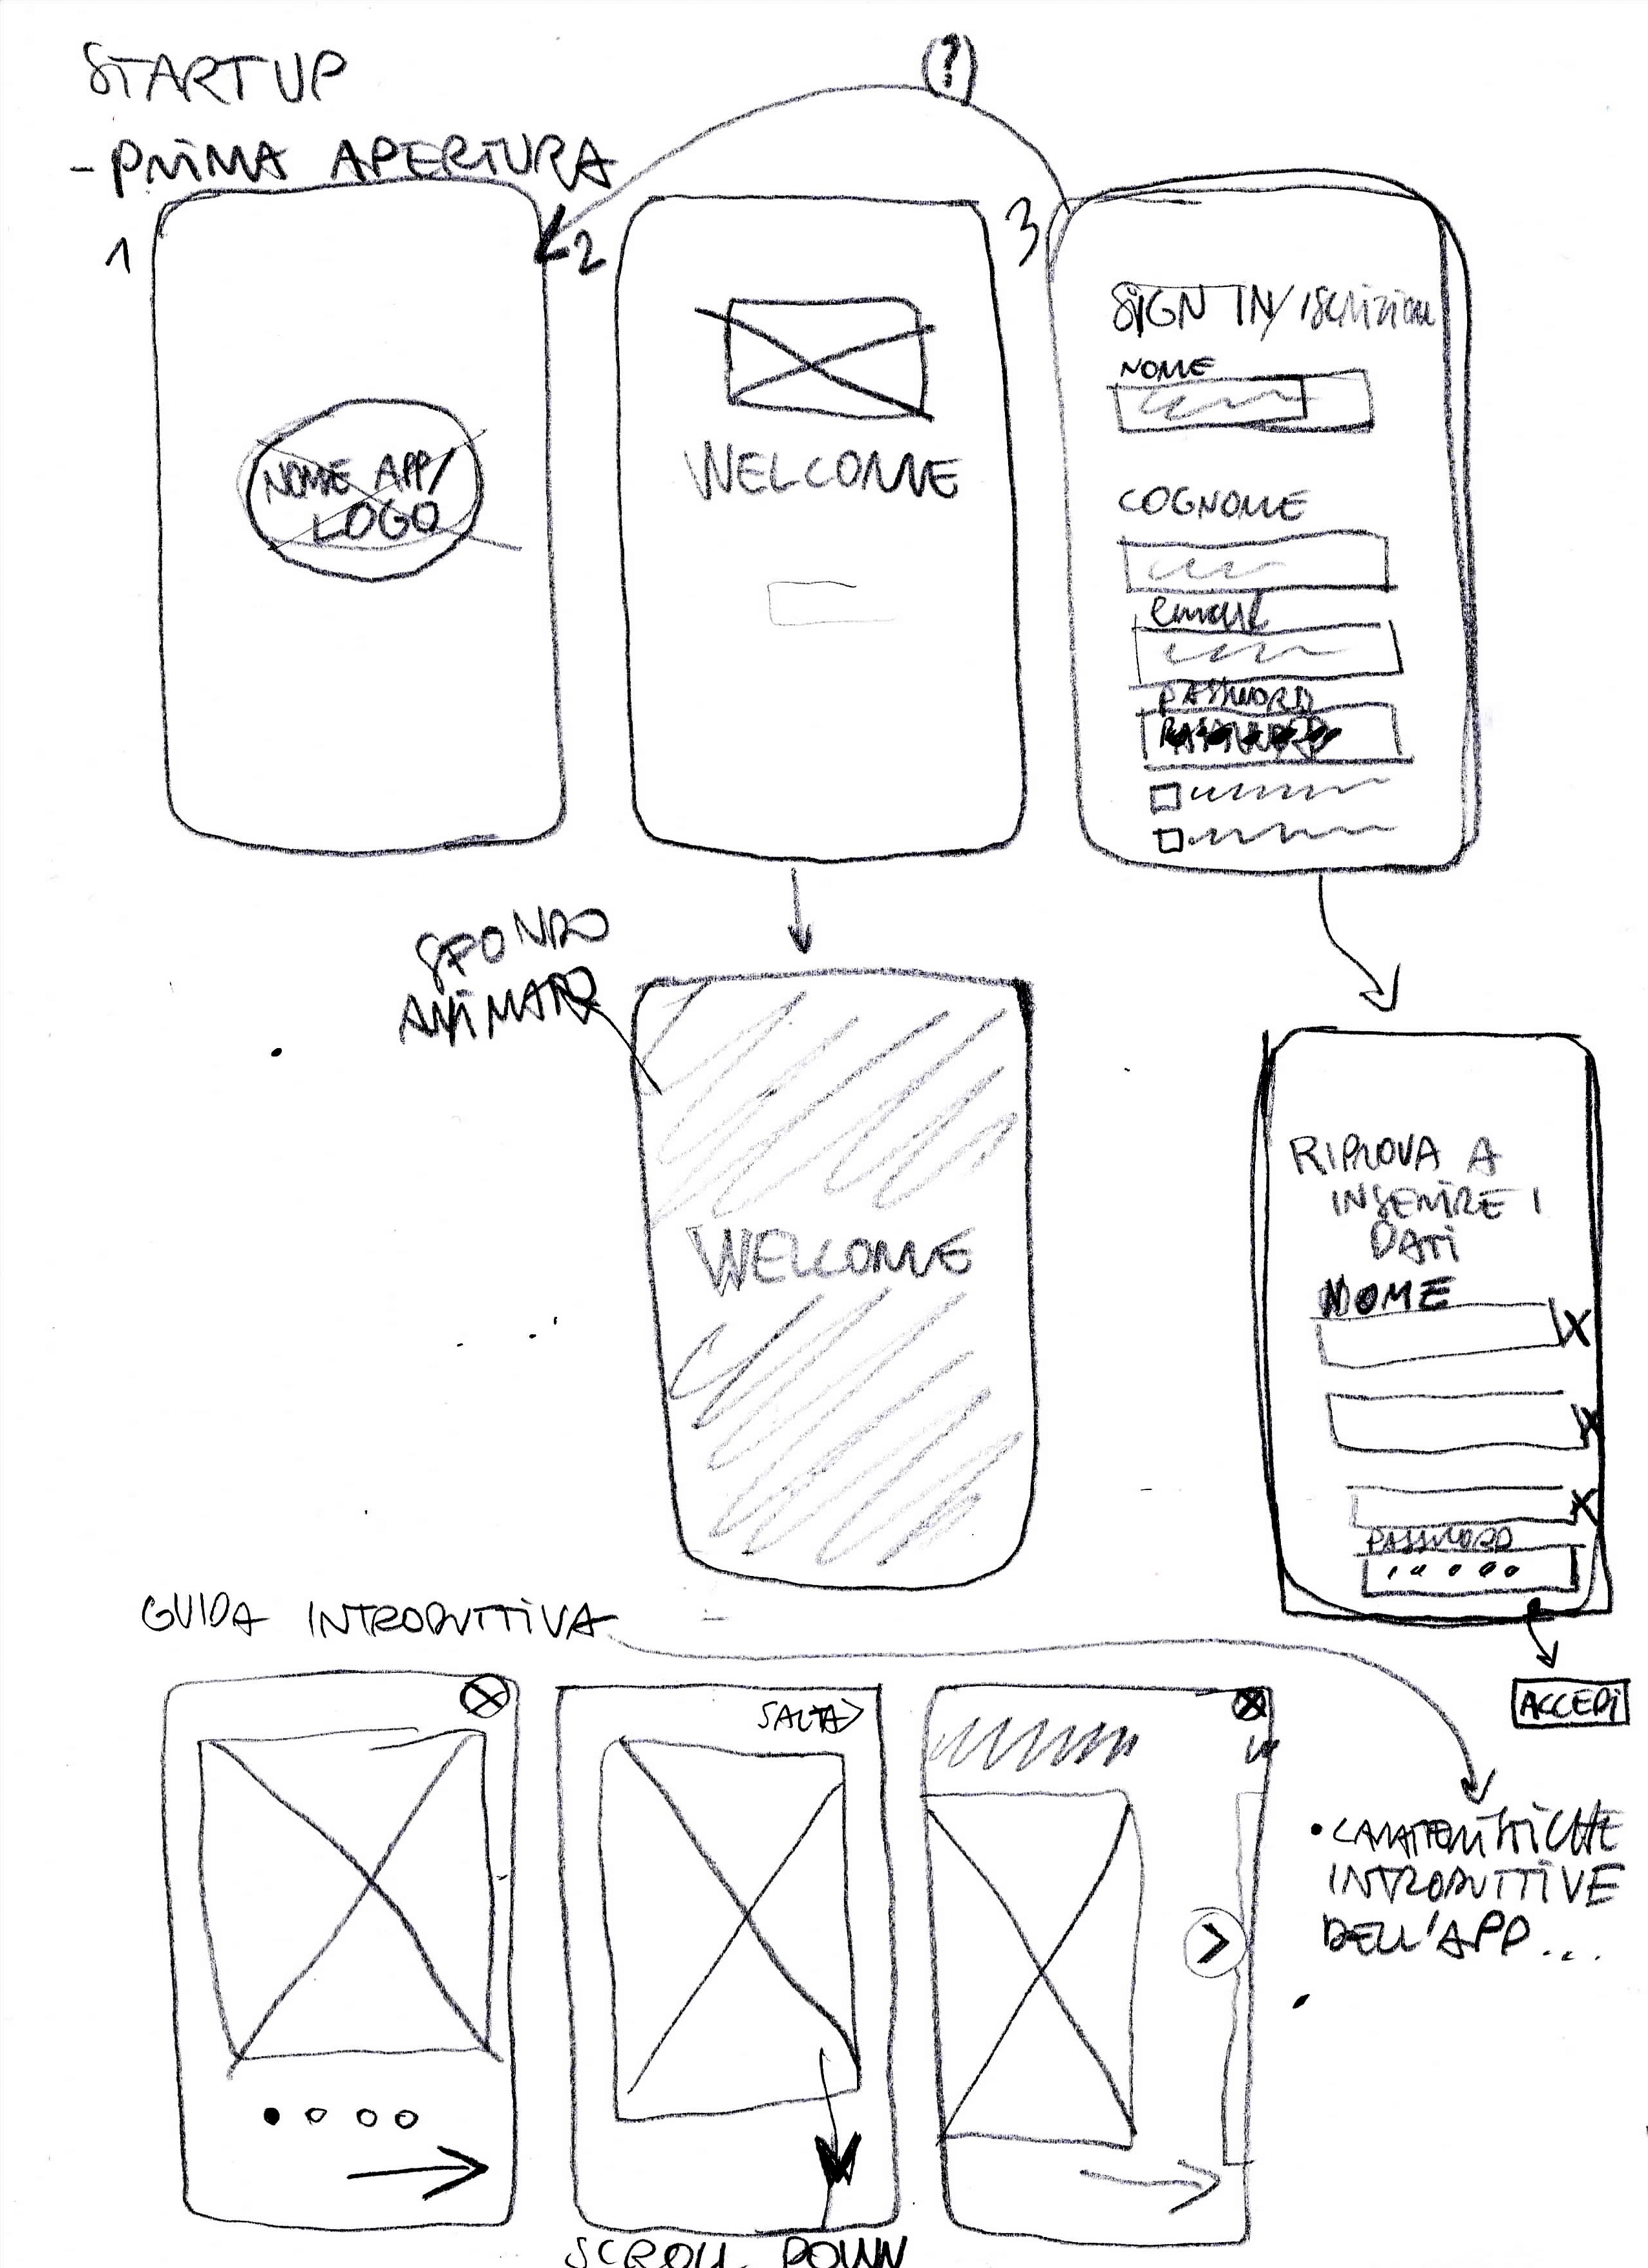 STARTUP
- PRIMA APERTURA
(?)
1
2
3
NOME APP/
LOGO
WELCOME
SIGN IN/ iscrizione
NOME
COGNOME
email
PASSWORD
SFONDO
ANIMATO
WELCOME
RIPROVA A
INSERIRE I
DATI
NOME
PASSWORD
ACCEDI
GUIDA INTRODUTTIVA
SALTA >
• CARATTERISTICHE
INTRODUTTIVE
DELL'APP...
SCROLL DOWN